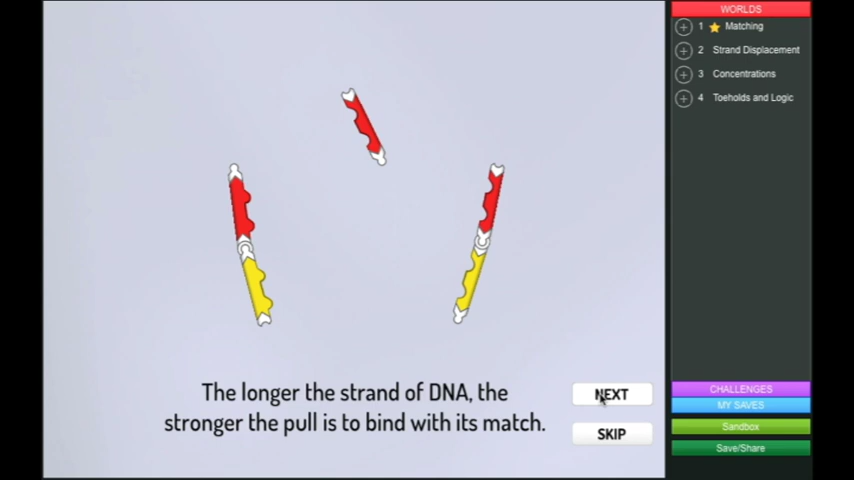 WORLDS
1 Matching
2 Strand Displacement
3 Concentrations
4 Toeholds and Logic
The longer the strand of DNA, the
stronger the pull is to bind with its match.
NEXT
SKIP
CHALLENGES
MY SAVES
Sandbox
Save/Share